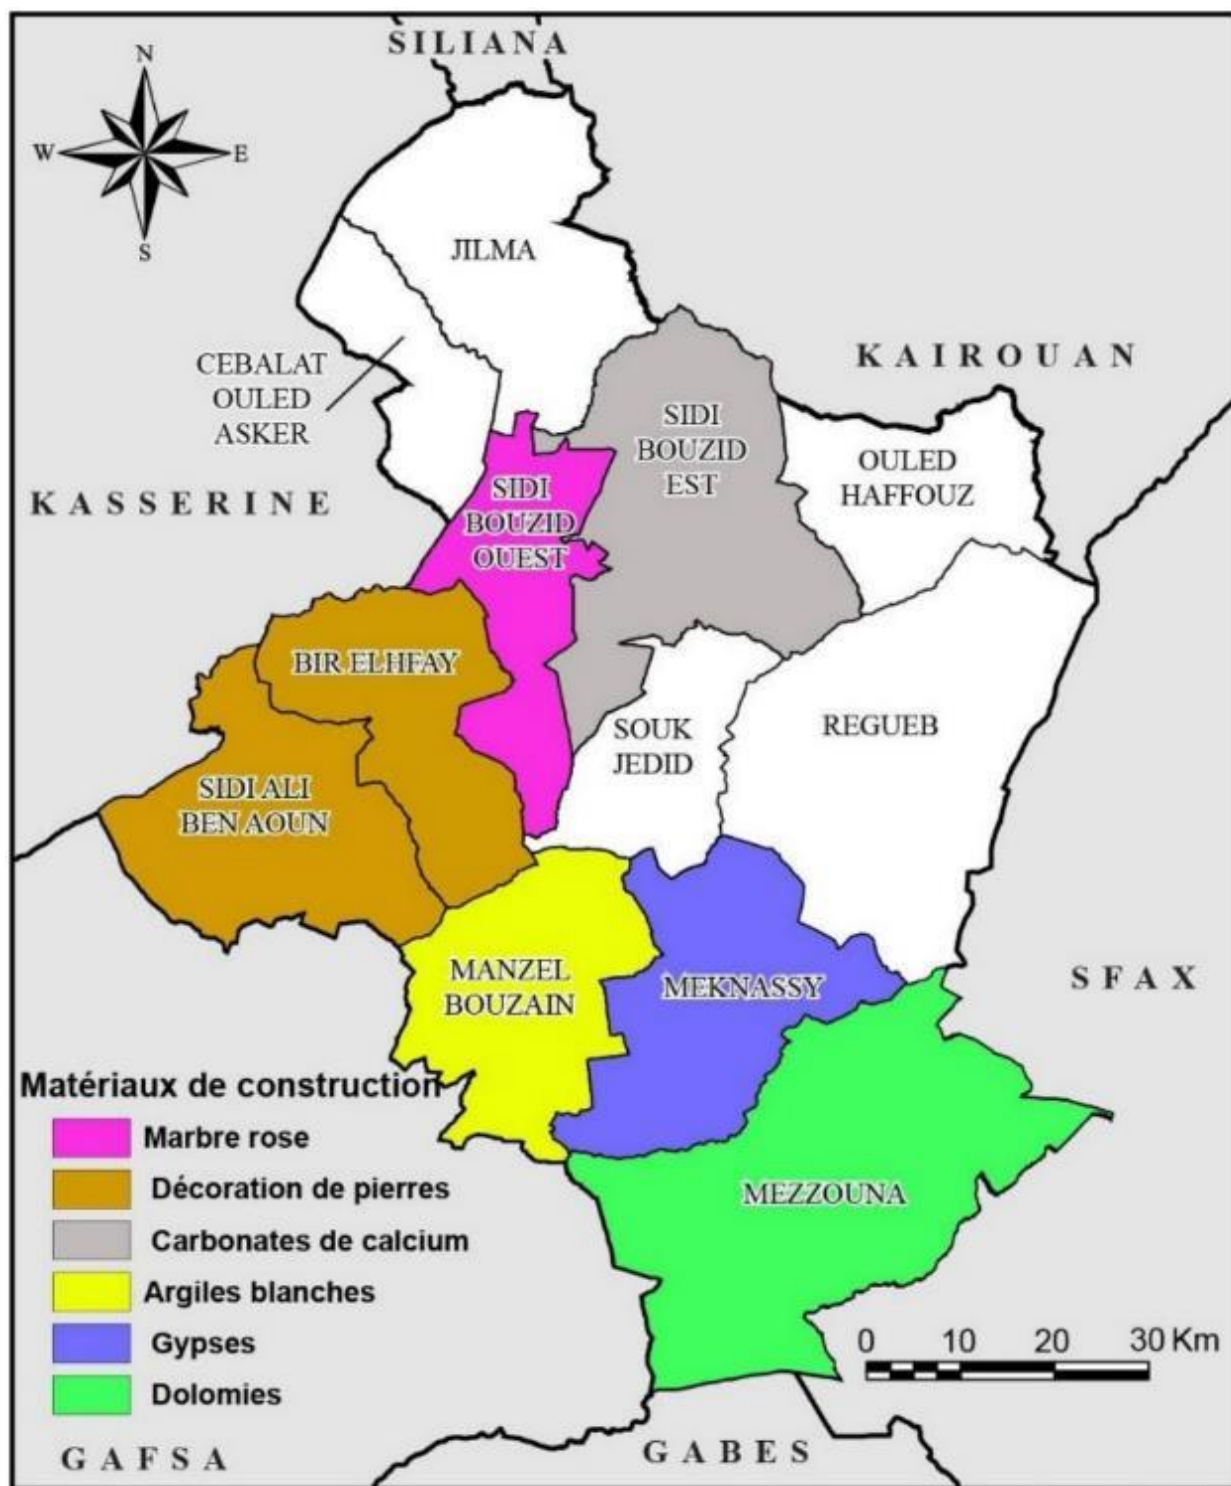 SILIANA
N
W
E
S
JILMA
CEBALAT
OULED
ASKER
KAIROUAN
SIDI
BOUZID
EST
OULED
HAFFOUZ
KASSERINE
SIDI
BOUZID
OUEST
BIR ELHFAY
SOUK
JEDID
REGUEB
SIDI ALI
BEN AOUN
MANZEL
BOUZAIN
MEKNASSY
SFAX
MEZZOUNA
Matériaux de construction
Marbre rose
Décoration de pierres
Carbonates de calcium
Argiles blanches
Gypses
Dolomies
0 10 20 30 Km
GAFSA
GABES